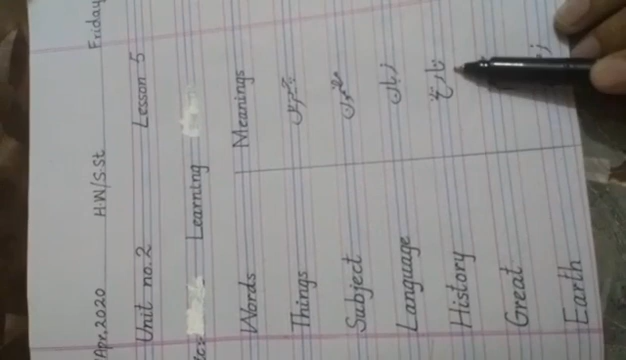 Apr.2020 H.W/S.St Friday
Unit no.2 Lesson 5
Learning
Words Meanings
Things چیزیں
Subject مضمون
Language زبان
History تاریخ
Great
Earth